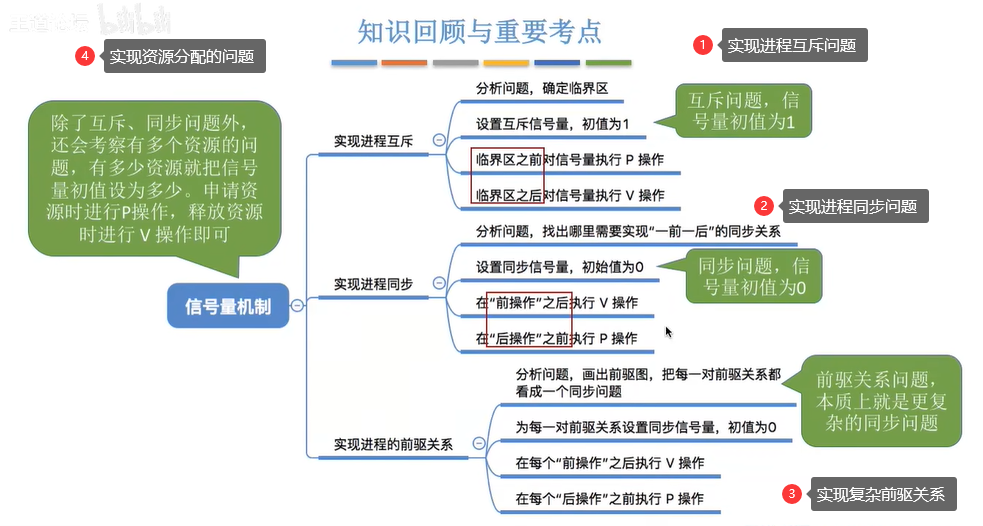 知识回顾与重要考点
1 实现进程互斥问题
4 实现资源分配的问题
除了互斥、同步问题外，
还会考察有多个资源的问
题，有多少资源就把信号
量初值设为多少。申请资
源时进行P操作，释放资源
时进行 V 操作即可
信号量机制
实现进程互斥
分析问题，确定临界区
设置互斥信号量，初值为1
临界区之前对信号量执行 P 操作
临界区之后对信号量执行 V 操作
互斥问题，信
号量初值为1
2 实现进程同步问题
实现进程同步
分析问题，找出哪里需要实现“一前一后”的同步关系
设置同步信号量，初始值为0
在“前操作”之后执行 V 操作
在“后操作”之前执行 P 操作
同步问题，信
号量初值为0
实现进程的前驱关系
分析问题，画出前驱图，把每一对前驱关系都
看成一个同步问题
为每一对前驱关系设置同步信号量，初值为0
在每个“前操作”之后执行 V 操作
在每个“后操作”之前执行 P 操作
前驱关系问题，
本质上就是更复
杂的同步问题
3 实现复杂前驱关系